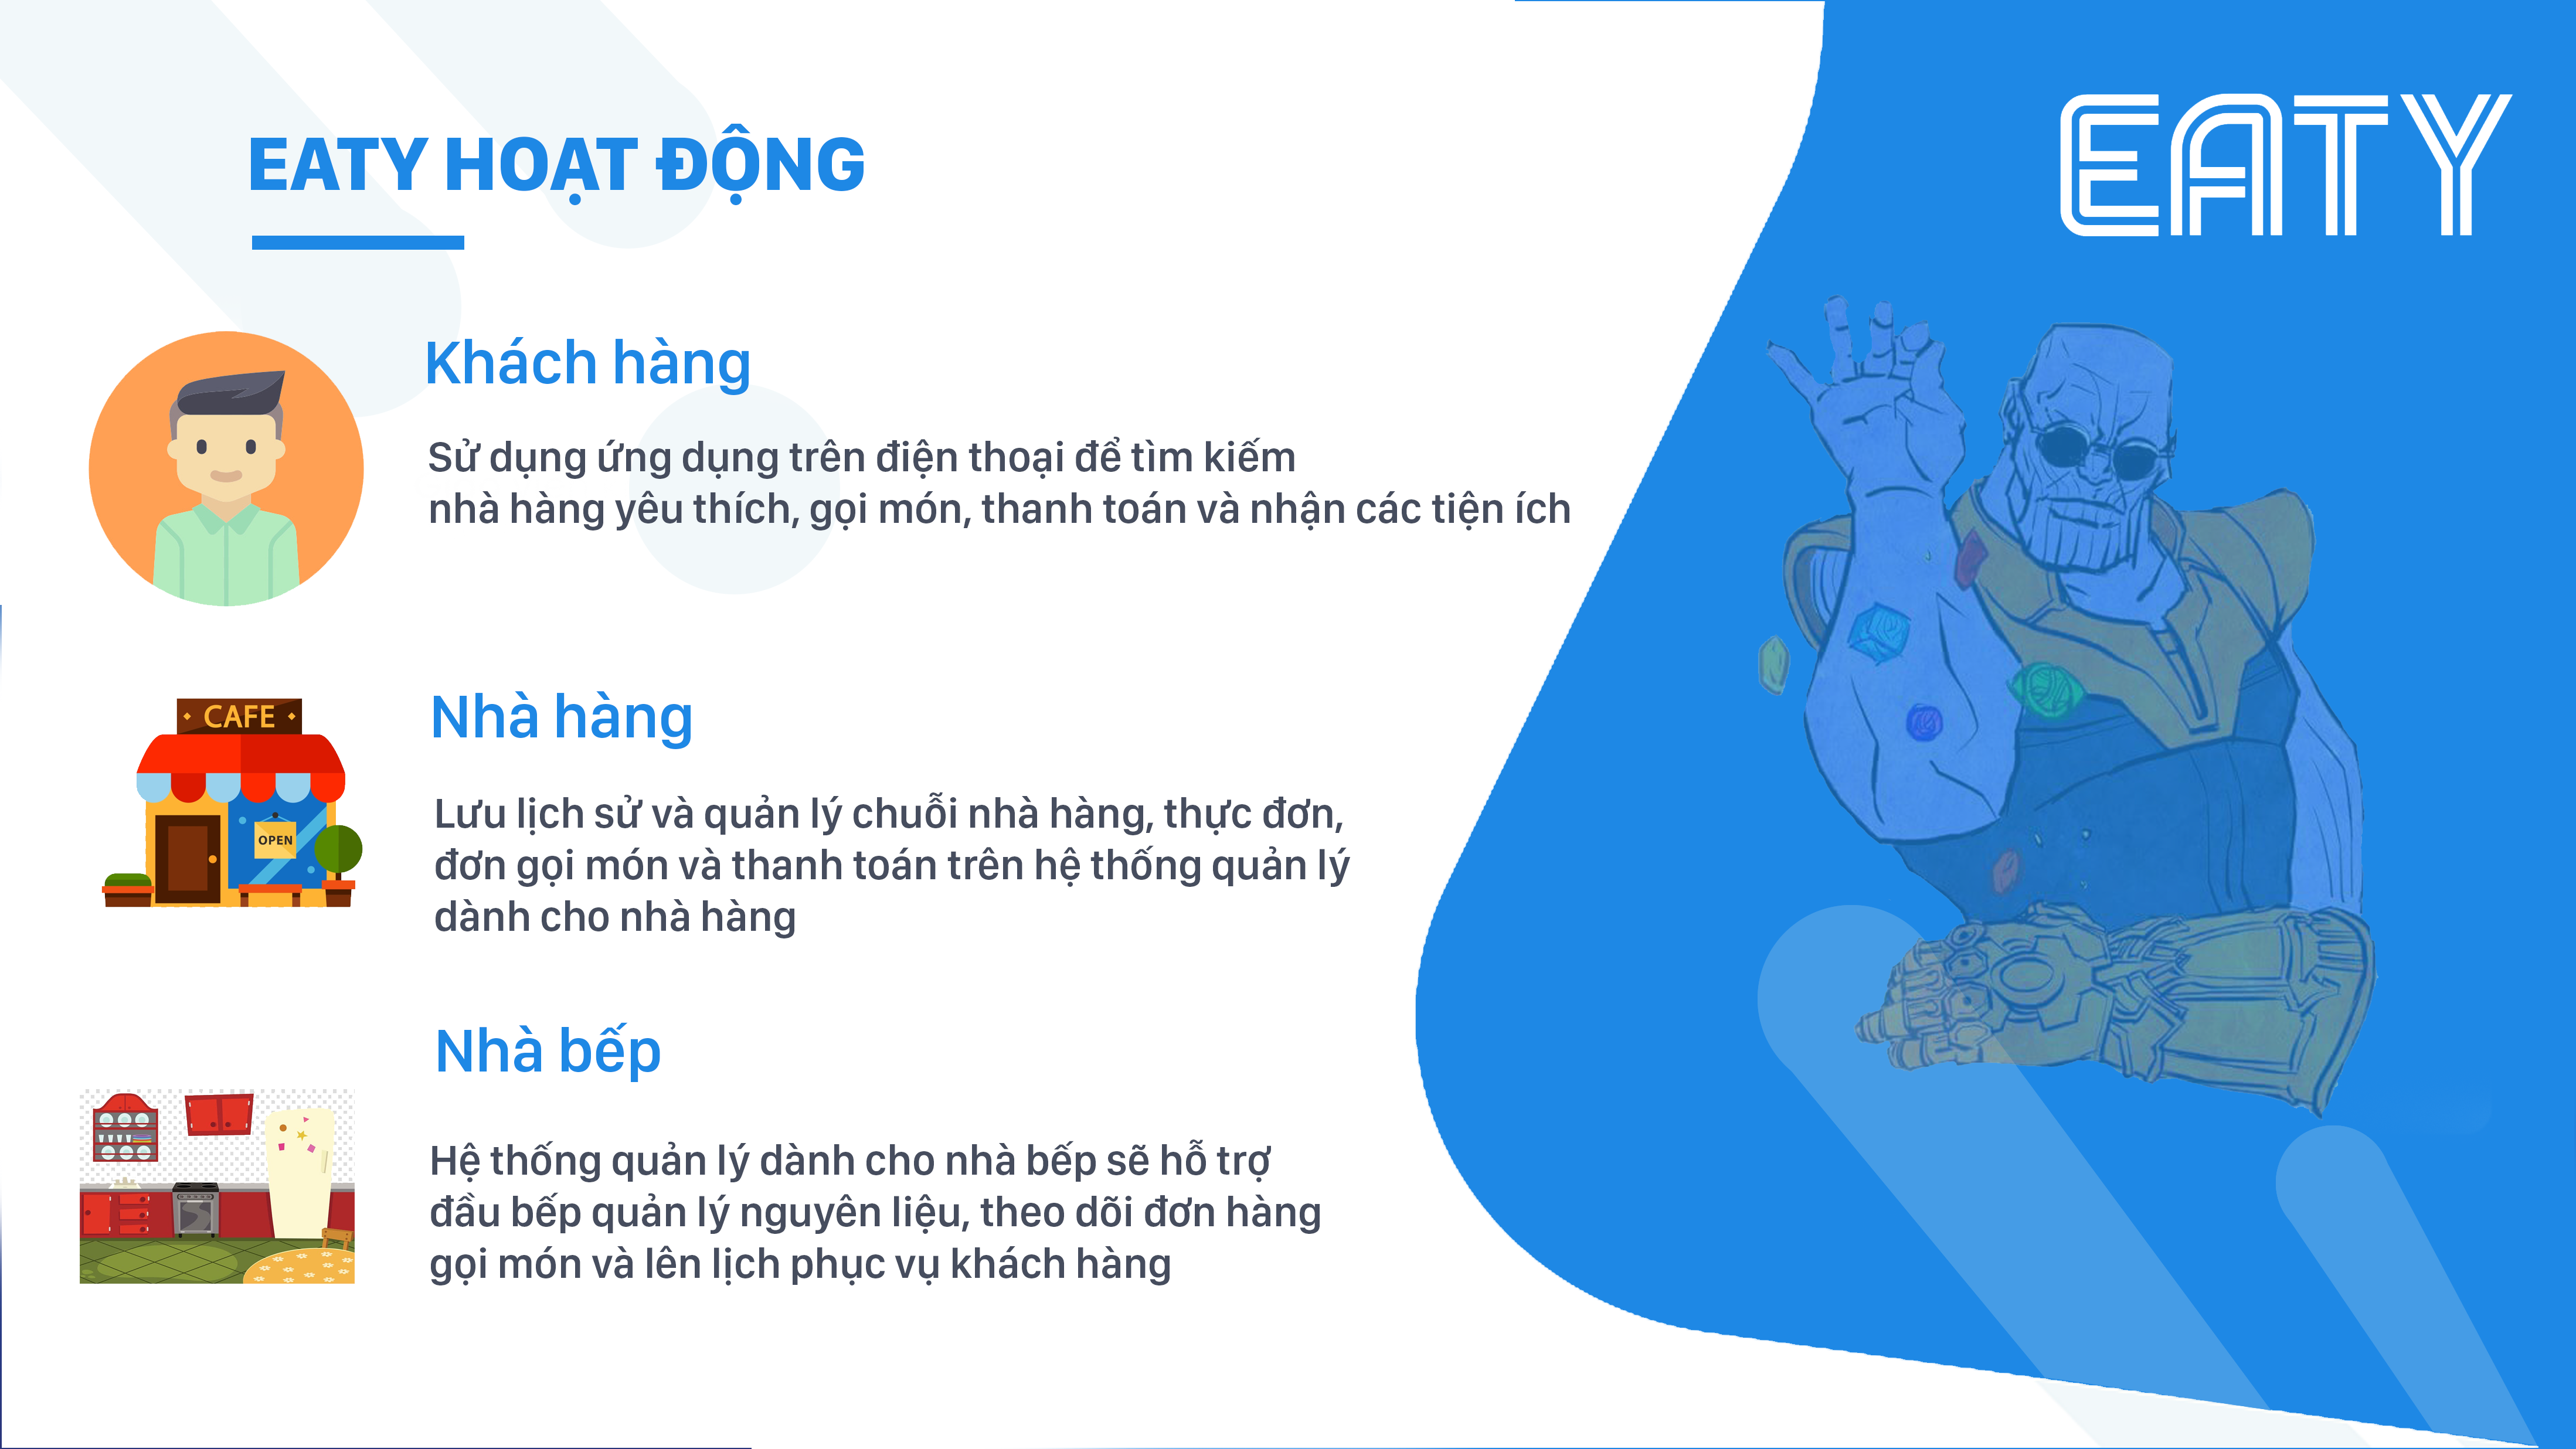 EATY HOẠT ĐỘNG
EATY
Khách hàng
Sử dụng ứng dụng trên điện thoại để tìm kiếm
nhà hàng yêu thích, gọi món, thanh toán và nhận các tiện ích
CAFE
OPEN
Nhà hàng
Lưu lịch sử và quản lý chuỗi nhà hàng, thực đơn,
đơn gọi món và thanh toán trên hệ thống quản lý
dành cho nhà hàng
Nhà bếp
Hệ thống quản lý dành cho nhà bếp sẽ hỗ trợ
đầu bếp quản lý nguyên liệu, theo dõi đơn hàng
gọi món và lên lịch phục vụ khách hàng